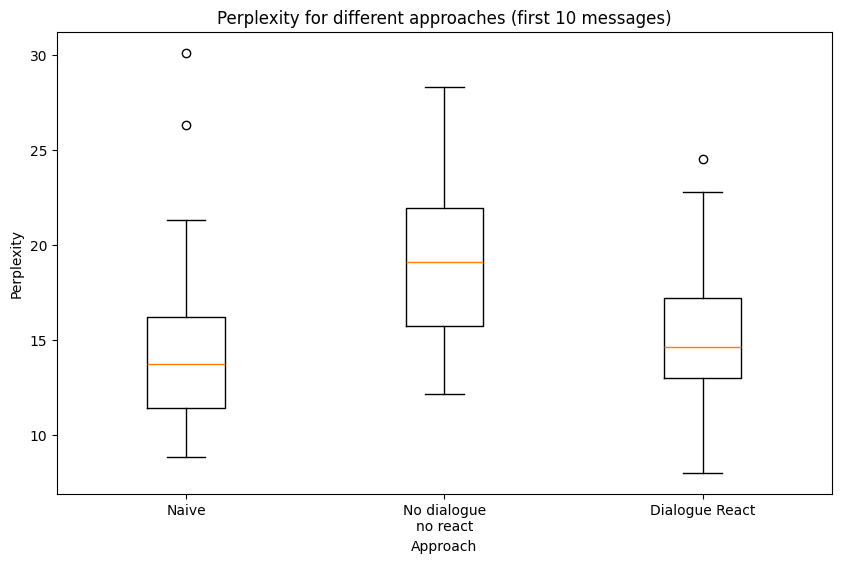 Perplexity for different approaches (first 10 messages)
30
25
20
15
10
Perplexity
Naive
No dialogue
no react
Dialogue React
Approach